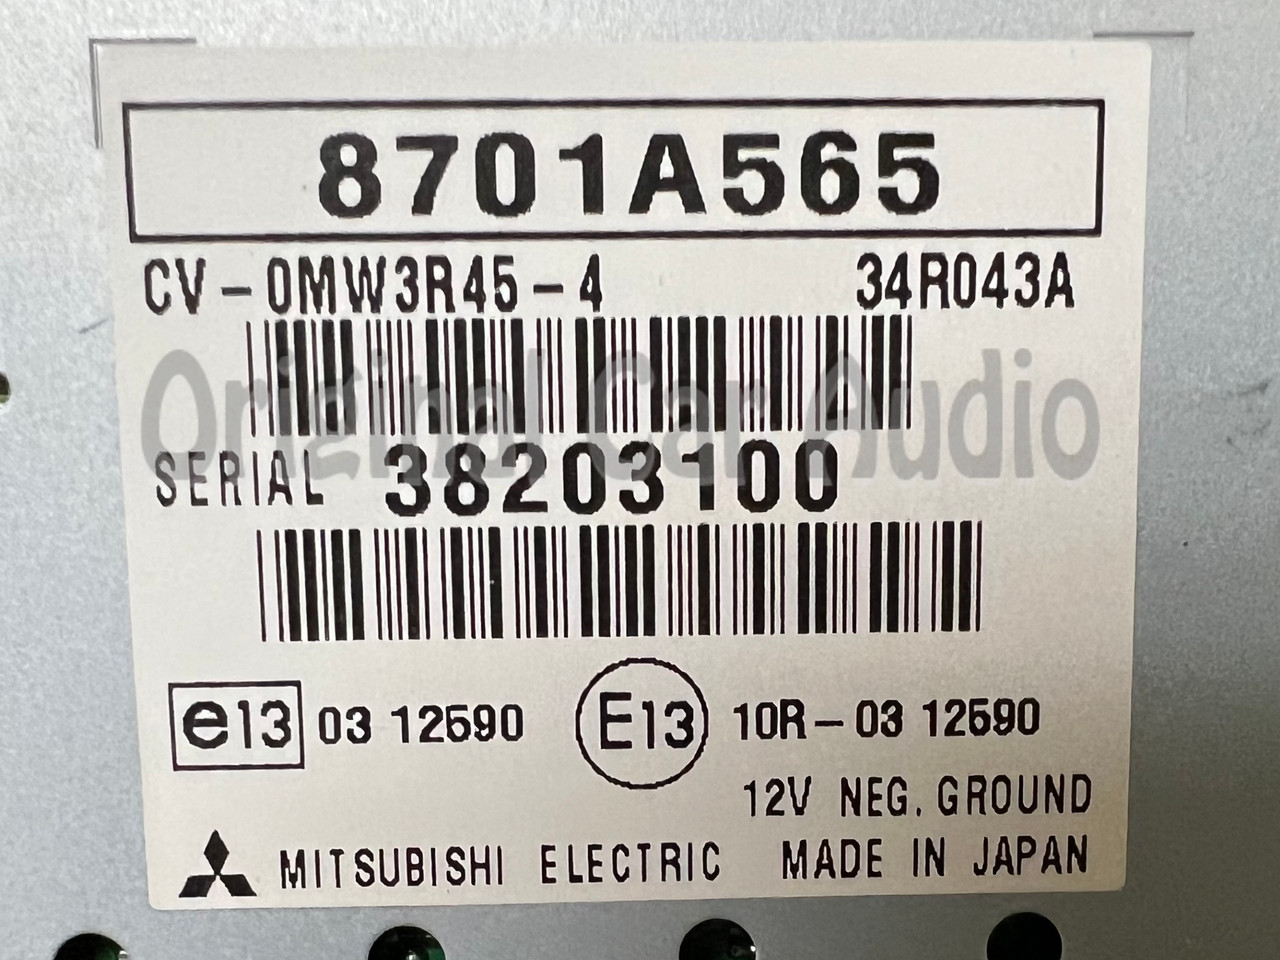 8701A565
CV-0MW3R45-4 34R043A
Original Car Audio
SERIAL 38203100
e13 03 12590 E13 10R-03 12590
12V NEG. GROUND
MITSUBISHI ELECTRIC MADE IN JAPAN